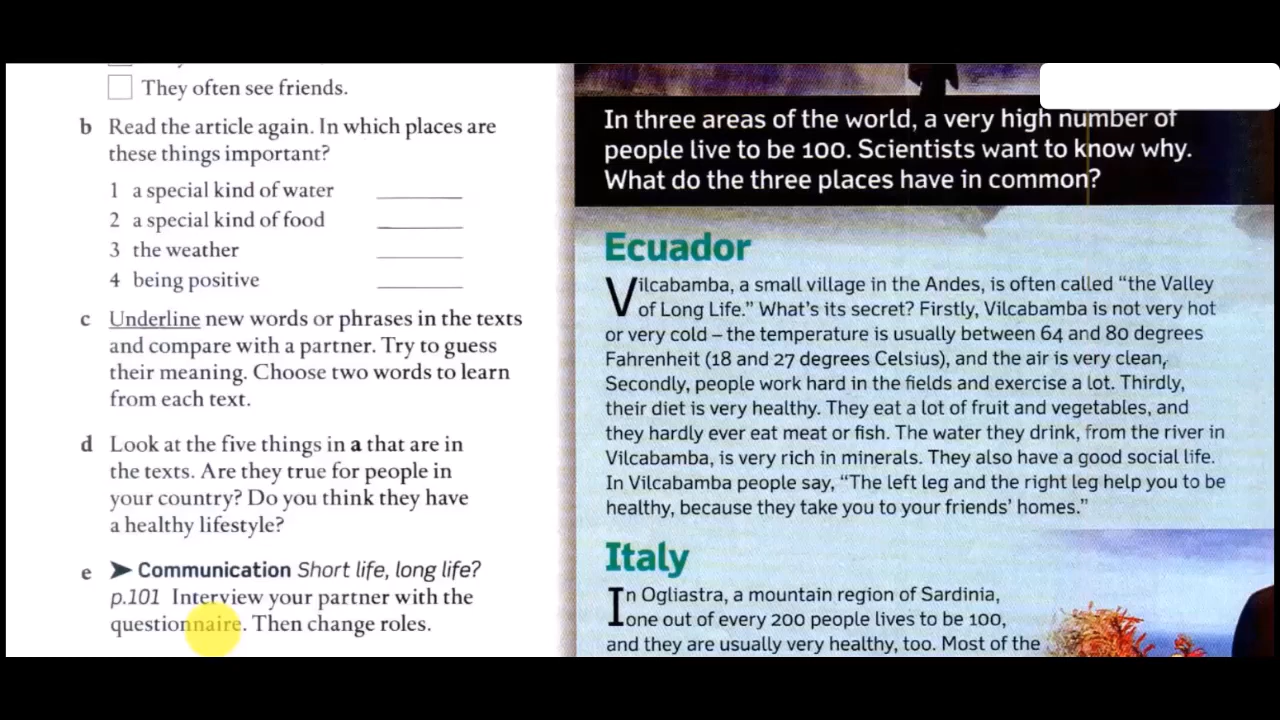 They often see friends.
b Read the article again. In which places are
these things important?
1 a special kind of water
2 a special kind of food
3 the weather
4 being positive
c Underline new words or phrases in the texts
and compare with a partner. Try to guess
their meaning. Choose two words to learn
from each text.
d Look at the five things in a that are in
the texts. Are they true for people in
your country? Do you think they have
a healthy lifestyle?
e ➤ Communication Short life, long life?
p.101 Interview your partner with the
questionnaire. Then change roles.
In three areas of the world, a very high number of
people live to be 100. Scientists want to know why.
What do the three places have in common?
Ecuador
Vilcabamba, a small village in the Andes, is often called “the Valley
of Long Life.” What's its secret? Firstly, Vilcabamba is not very hot
or very cold – the temperature is usually between 64 and 80 degrees
Fahrenheit (18 and 27 degrees Celsius), and the air is very clean,
Secondly, people work hard in the fields and exercise a lot. Thirdly,
their diet is very healthy. They eat a lot of fruit and vegetables, and
they hardly ever eat meat or fish. The water they drink, from the river in
Vilcabamba, is very rich in minerals. They also have a good social life.
In Vilcabamba people say, “The left leg and the right leg help you to be
healthy, because they take you to your friends' homes.”
Italy
In Ogliastra, a mountain region of Sardinia,
one out of every 200 people lives to be 100,
and they are usually very healthy, too. Most of the